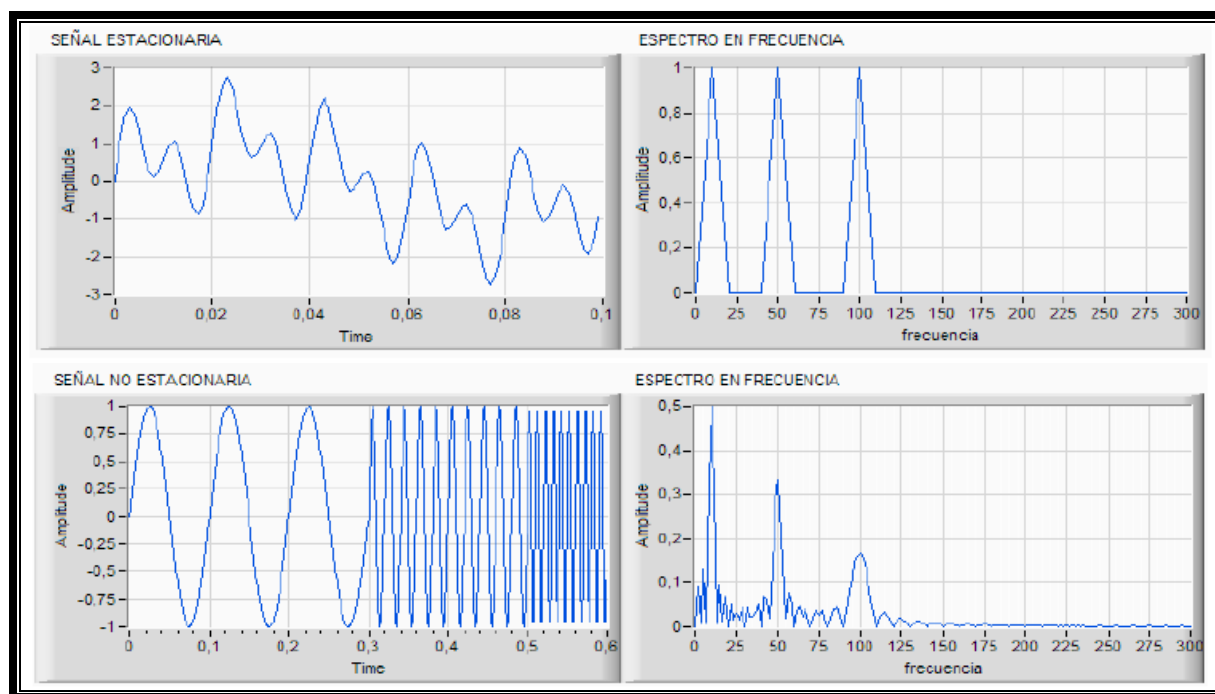 SEÑAL ESTACIONARIA
Amplitude
3
2
1
0
-1
-2
-3
0 0,02 0,04 0,06 0,08 0,1
Time
ESPECTRO EN FRECUENCIA
Amplitude
1
0,8
0,6
0,4
0,2
0
0 25 50 75 100 125 150 175 200 225 250 275 300
frecuencia
SEÑAL NO ESTACIONARIA
Amplitude
1
0,75
0,5
0,25
0
-0,25
-0,5
-0,75
-1
0 0,1 0,2 0,3 0,4 0,5 0,6
Time
ESPECTRO EN FRECUENCIA
Amplitude
0,5
0,4
0,3
0,2
0,1
0
0 25 50 75 100 125 150 175 200 225 250 275 300
frecuencia